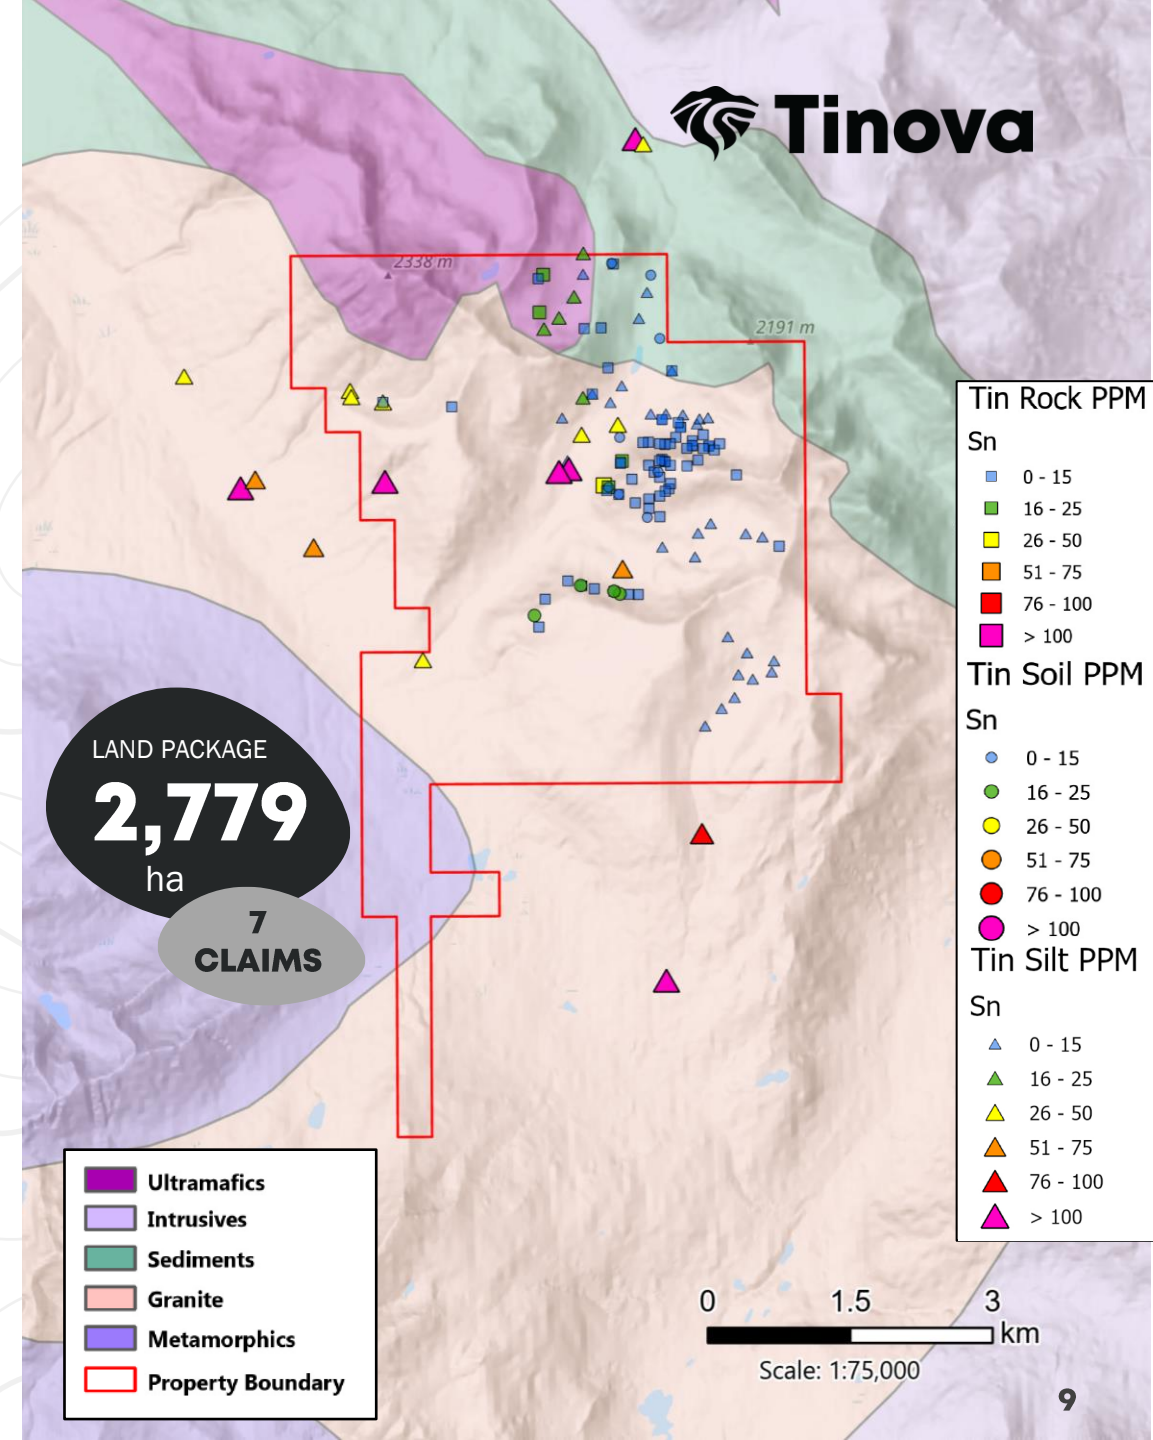 Tinova
2338 m
2191 m
Tin Rock PPM
Sn
0 - 15
16 - 25
26 - 50
51 - 75
76 - 100
> 100
Tin Soil PPM
Sn
0 - 15
16 - 25
26 - 50
51 - 75
76 - 100
> 100
Tin Silt PPM
Sn
0 - 15
16 - 25
26 - 50
51 - 75
76 - 100
> 100
LAND PACKAGE
2,779
ha
7
CLAIMS
Ultramafics
Intrusives
Sediments
Granite
Metamorphics
Property Boundary
0 1.5 3
km
Scale: 1:75,000
9